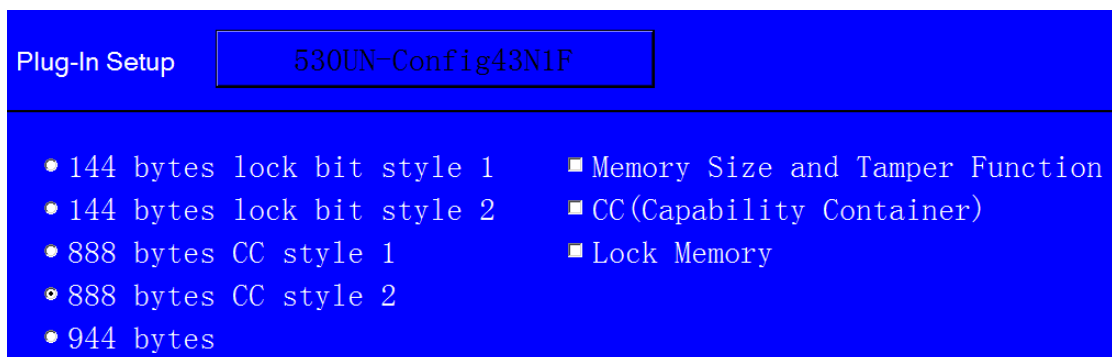 Plug-In Setup 530UN-Config43N1F
144 bytes lock bit style 1
144 bytes lock bit style 2
888 bytes CC style 1
888 bytes CC style 2
944 bytes
Memory Size and Tamper Function
CC(Capability Container)
Lock Memory